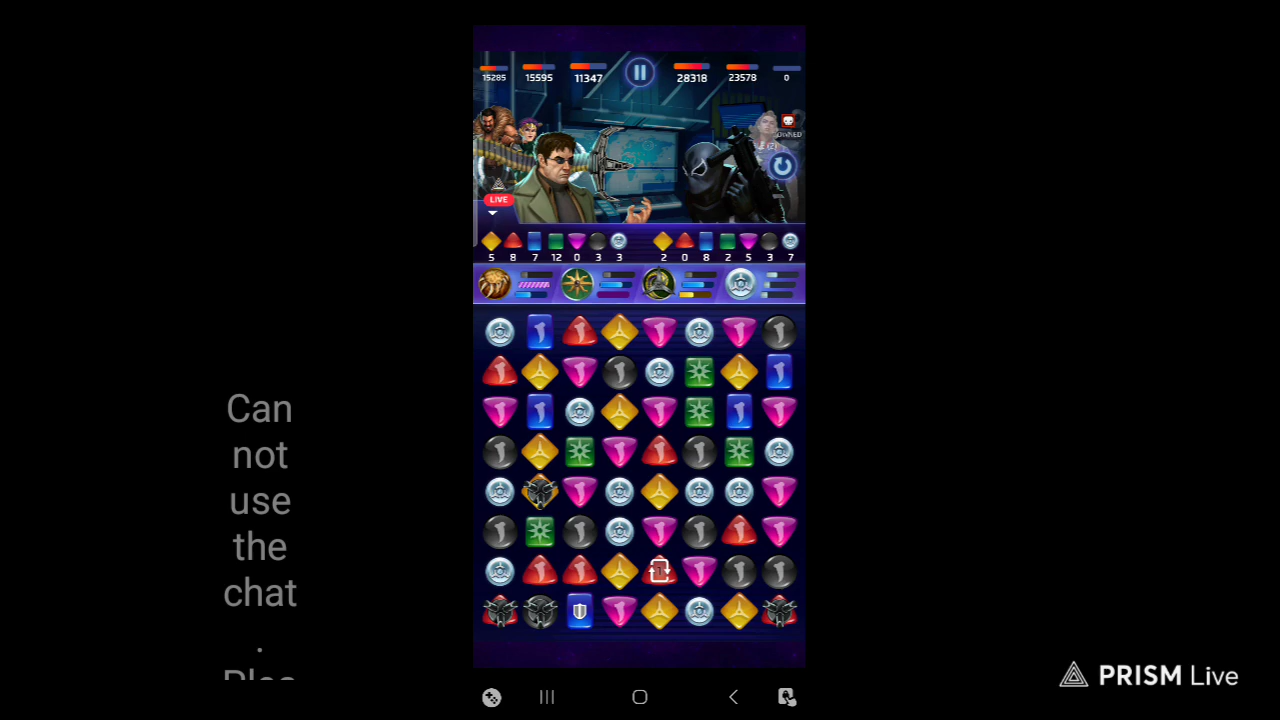 15285 15595 11347 28318 23578 0
LIVE
5 8 7 12 0 3 3 2 0 8 2 5 3 7
Can
not
use
the
chat
.
1
PRISM Live